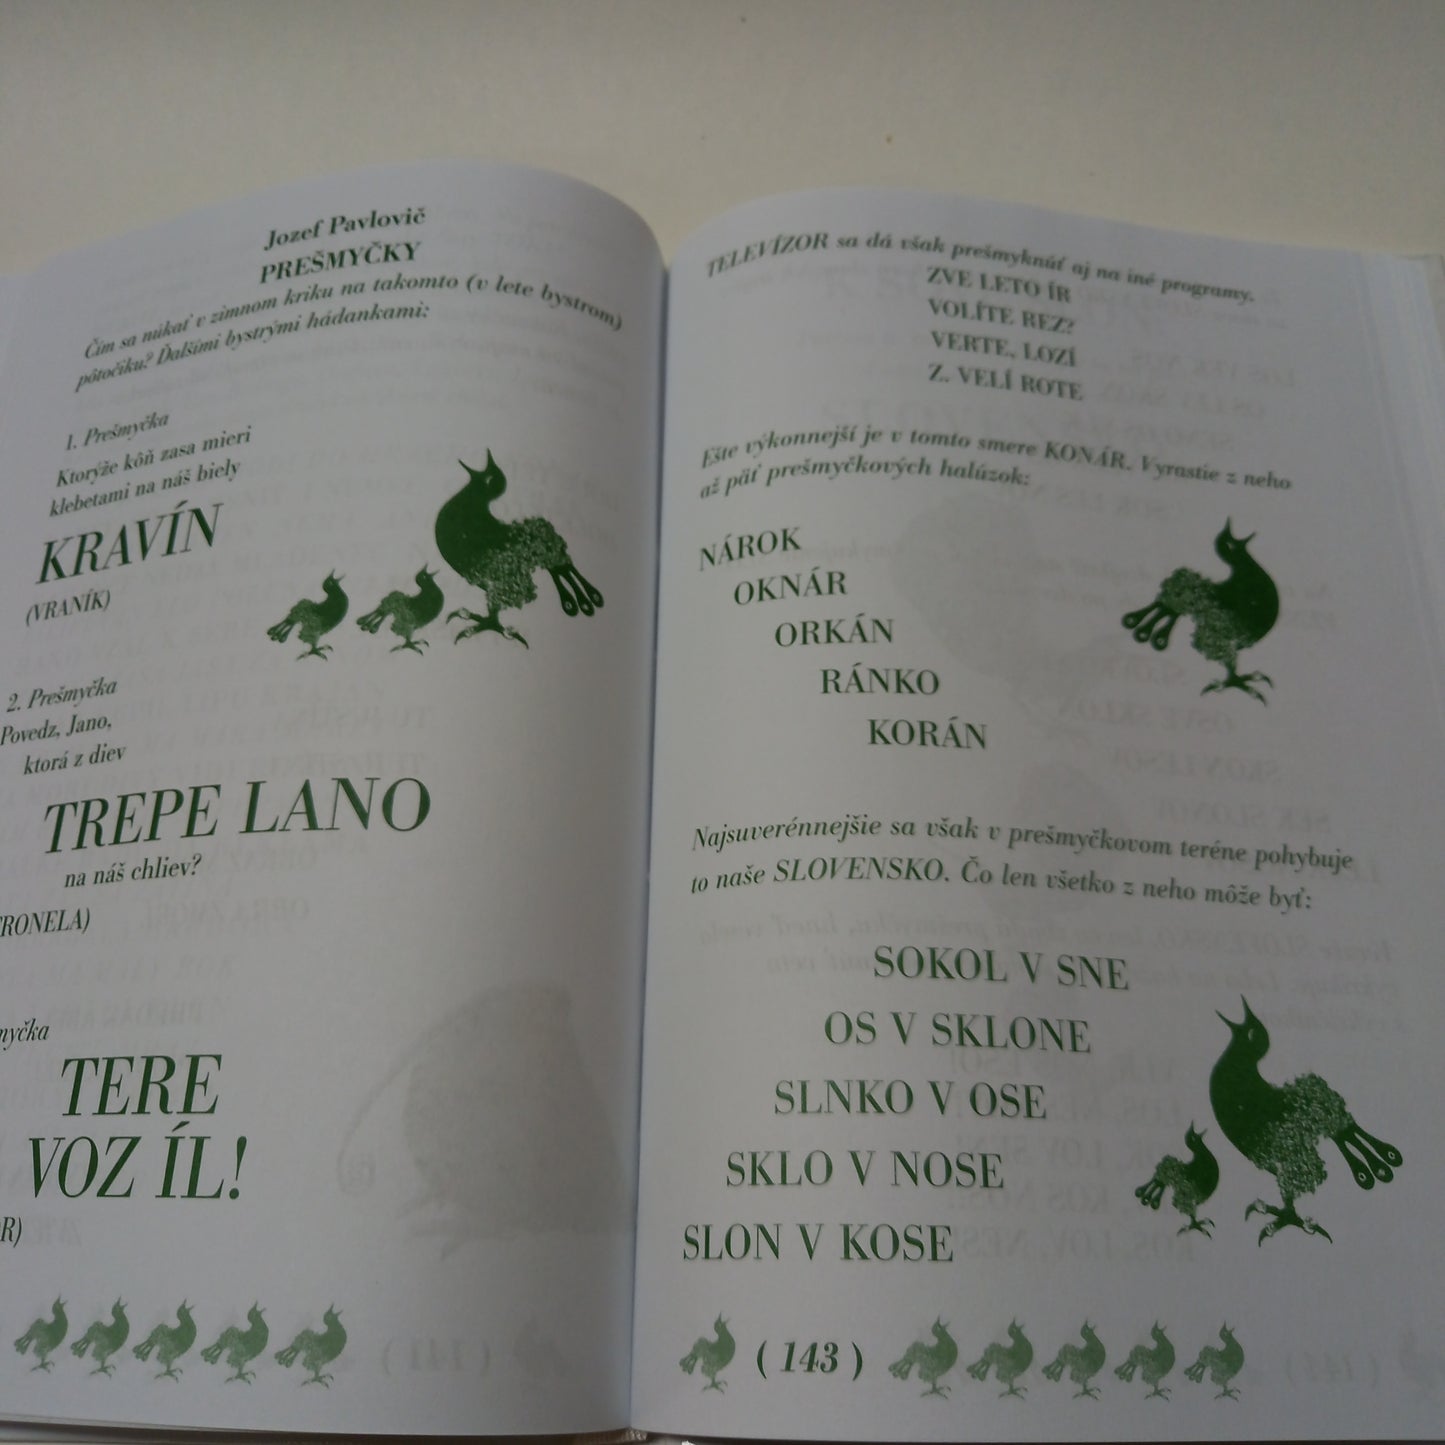 Jozef Pavlovič
PREŠMYČKY
Čím sa núkať v zimnom kriku na takomto (v lete bystrom)
pôtočiku? Ďalšími bystrými hádankami:
1. Prešmyčka
Ktorýže kôň zasa mieri
klebetami na náš biely
KRAVÍN
(VRANÍK)
2. Prešmyčka
Povedz, Jano,
ktorá z diev
TREPE LANO
na náš chliev?
RONELA)
myčka
TERE
VOZ ÍL!
OR)
TELEVÍZOR sa dá však prešmyknúť aj na iné programy.
ZVE LETO ÍR
VOLÍTE REZ?
VERTE, LOZÍ
Z. VELÍ ROTE
Ešte výkonnejší je v tomto smere KONÁR. Vyrastie z neho
až päť prešmyčkových halúzok:
NÁROK
OKNÁR
ORKÁN
RÁNKO
KORÁN
Najsuverénnejšie sa však v prešmyčkovom teréne pohybuje
to naše SLOVENSKO. Čo len všetko z neho môže byť:
SOKOL V SNE
OS V SKLONE
SLNKO V OSE
SKLO V NOSE
SLON V KOSE
( 143 )